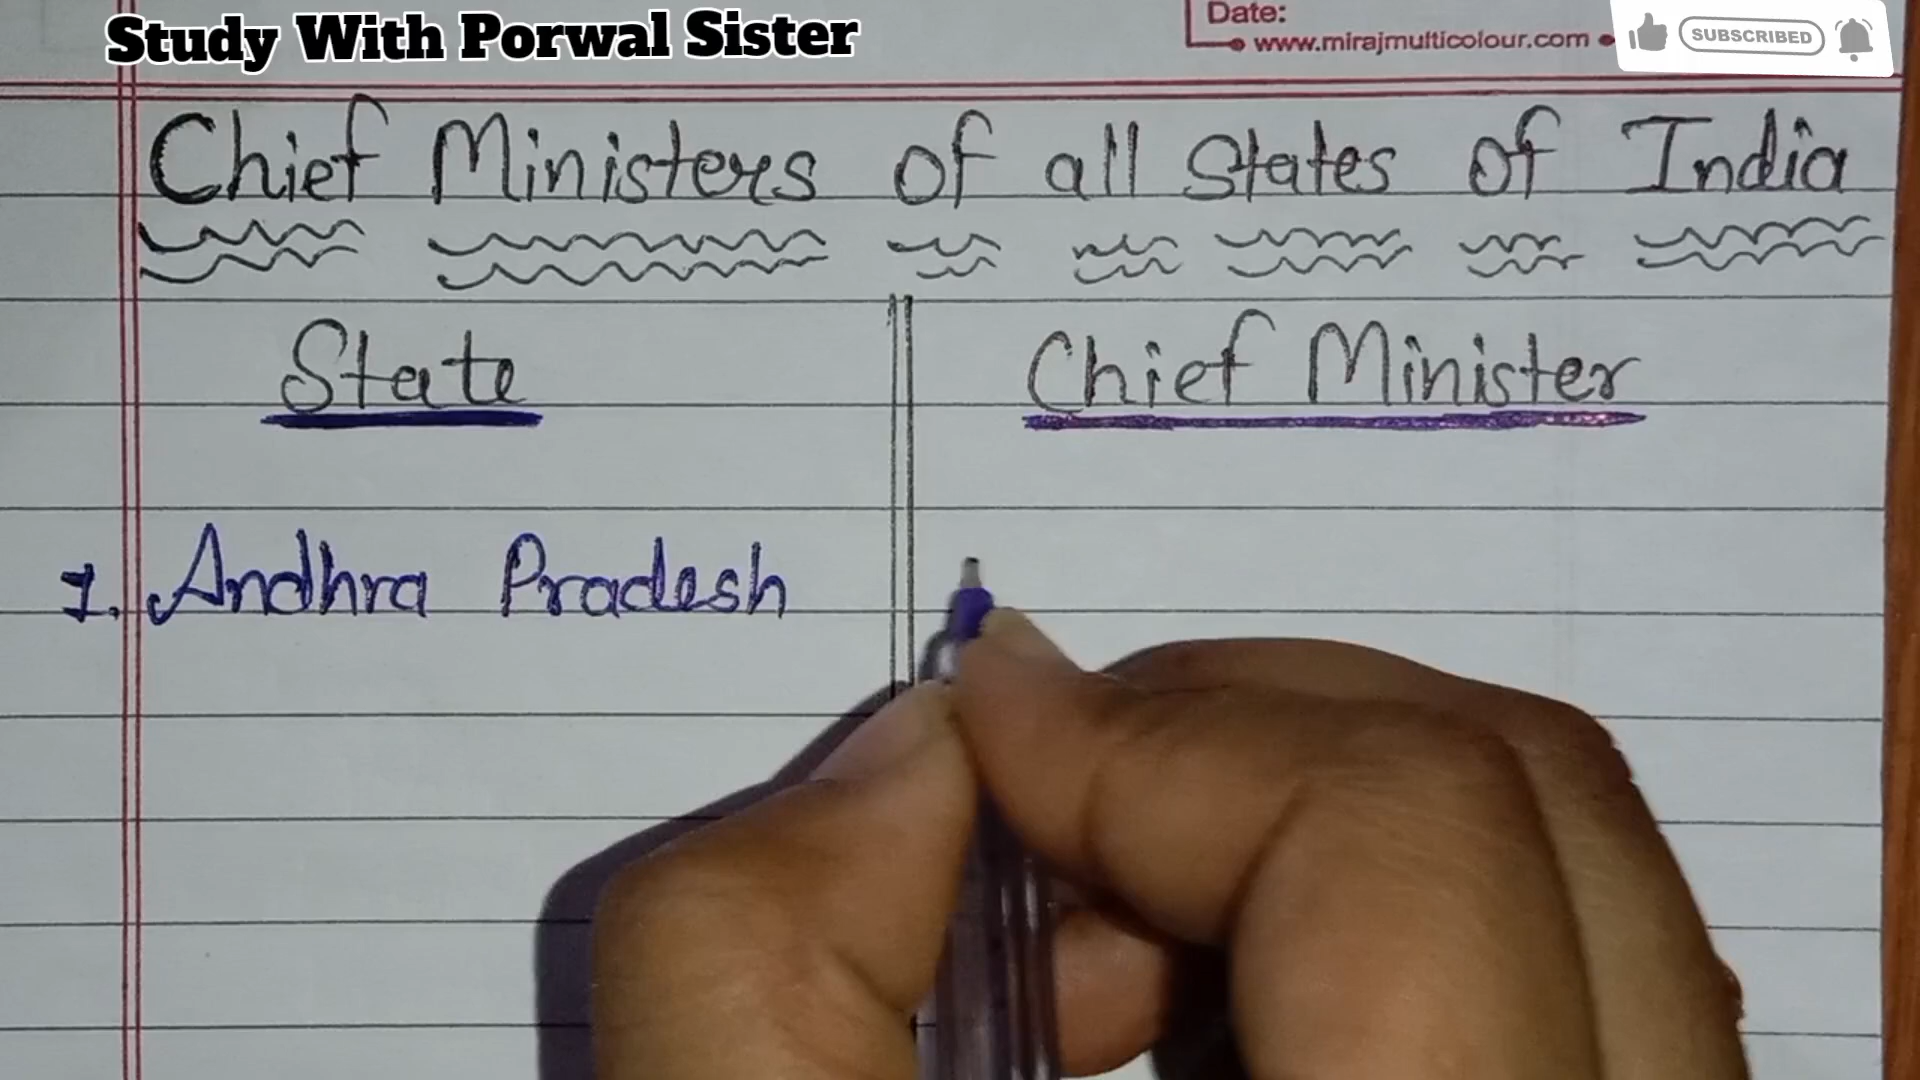 Study With Porwal Sister
Date:
www.mirajmulticolour.com
SUBSCRIBED
Chief Ministers of all States of India
State Chief Minister
1. Andhra Pradesh